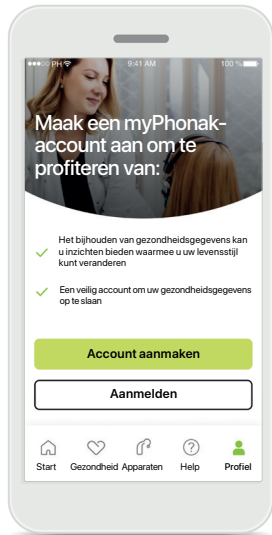 PH 9:41 AM 100 %
Maak een myPhonak-
account aan om te
profiteren van:
Het bijhouden van gezondheidsgegevens kan
u inzichten bieden waarmee u uw levensstijl
kunt veranderen
Een veilig account om uw gezondheidsgegevens
op te slaan
Account aanmaken
Aanmelden
Start Gezondheid Apparaten Help Profiel